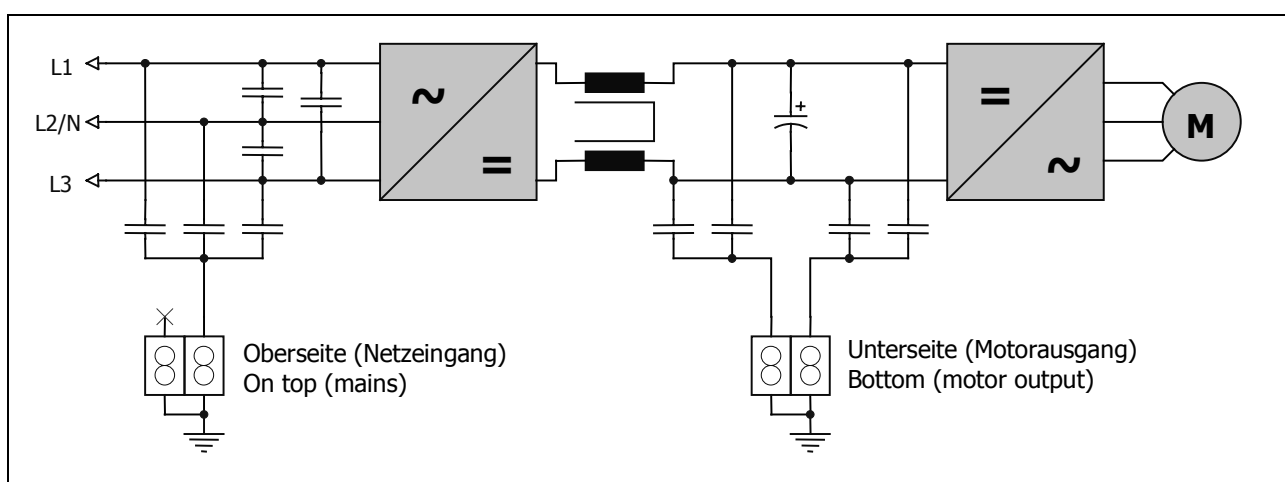 L1
L2/N
L3
~
=
+
=
~
M
Oberseite (Netzeingang)
On top (mains)
Unterseite (Motorausgang)
Bottom (motor output)